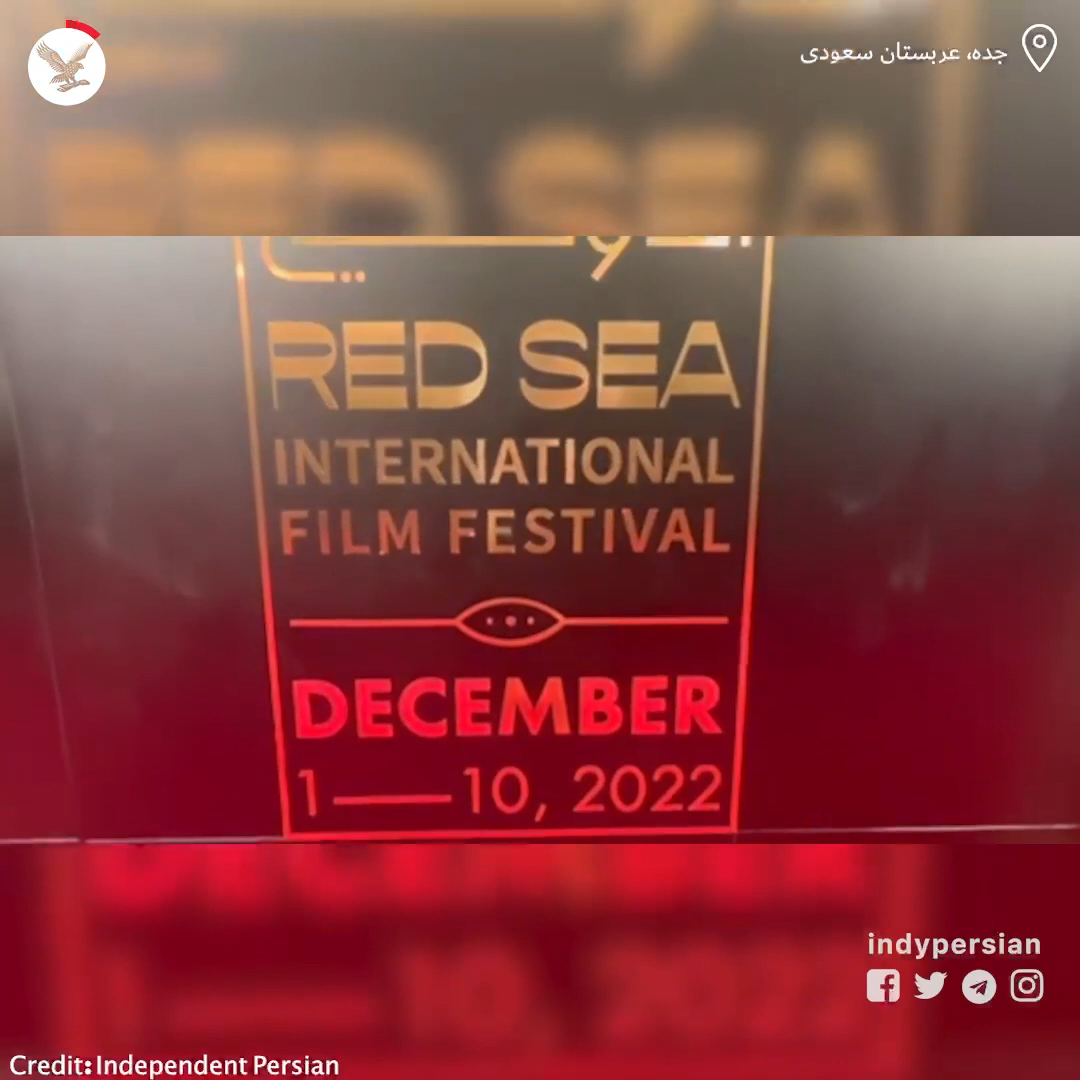 جده، عربستان سعودی
RED SEA
INTERNATIONAL
FILM FESTIVAL
DECEMBER
1 — 10, 2022
indypersian
Credit: Independent Persian